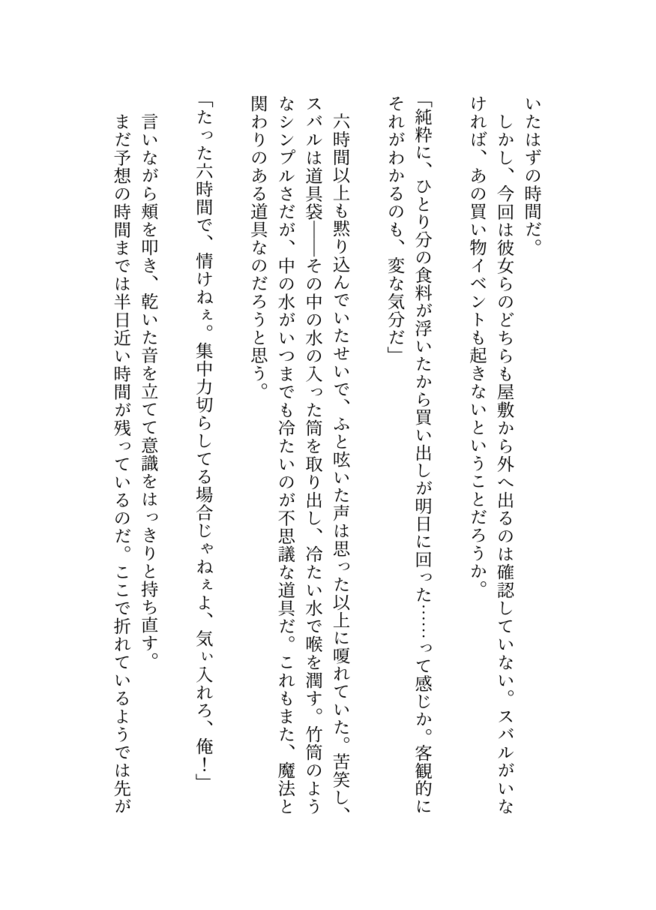 いたはずの時間だ。
しかし、今回は彼女らのどちらも屋敷から外へ出るのは確認していない。スバルがいな
ければ、あの買い物イベントも起きないということだろうか。
「純粋に、ひとり分の食料が浮いたから買い出しが明日に回った……って感じか。客観的に
それがわかるのも、変な気分だ」
六時間以上も黙り込んでいたせいで、ふと呟いた声は思った以上に嗄れていた。苦笑し、
スバルは道具袋――その中の水の入った筒を取り出し、冷たい水で喉を潤す。竹筒のよう
なシンプルさだが、中の水がいつまでも冷たいのが不思議な道具だ。これもまた、魔法と
関わりのある道具なのだろうと思う。
「たった六時間で、情けねぇ。集中力切らしてる場合じゃねぇよ、気ぃ入れろ、俺！」
言いながら頬を叩き、乾いた音を立てて意識をはっきりと持ち直す。
まだ予想の時間までは半日近い時間が残っているのだ。ここで折れているようでは先が